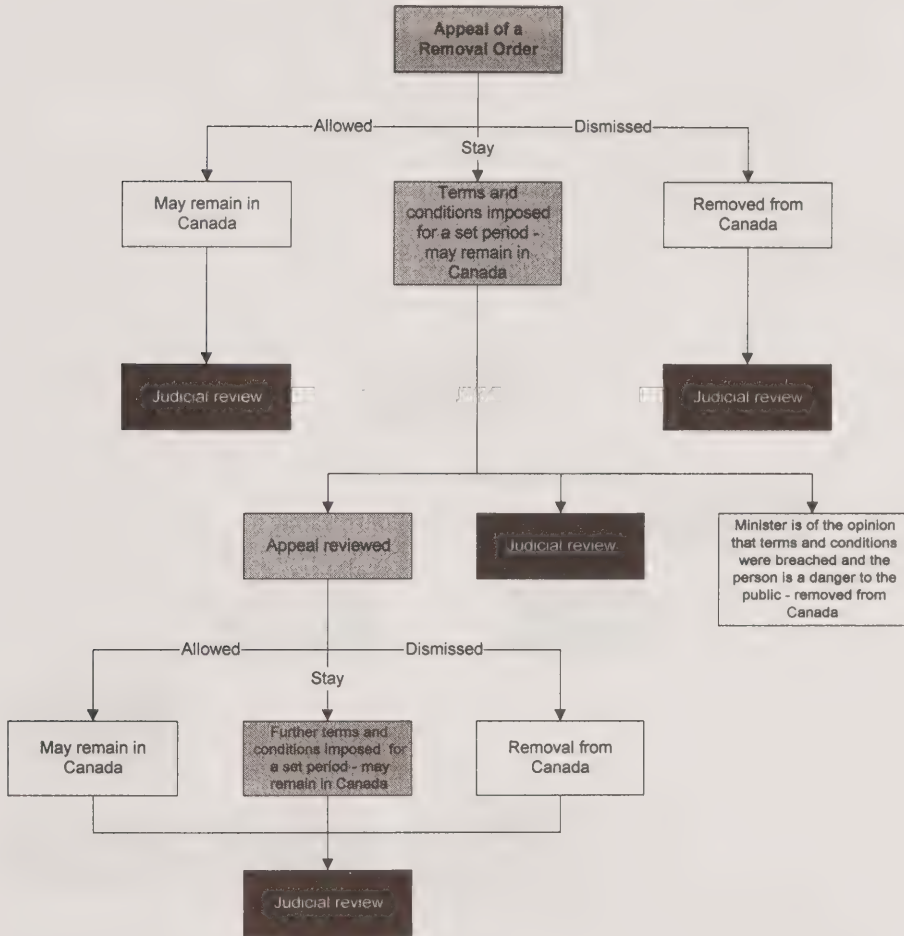 Appeal of a
Removal Order
Allowed
Stay
Dismissed
May remain in
Canada
Terms and
conditions imposed
for a set period -
may remain in
Canada
Removed from
Canada
Judicial review
Judicial review
Appeal reviewed
Judicial review
Minister is of the opinion
that terms and conditions
were breached and the
person is a danger to the
public - removed from
Canada
Allowed
Stay
Dismissed
May remain in
Canada
Further terms and
conditions imposed for
a set period - may
remain in Canada
Removal from
Canada
Judicial review